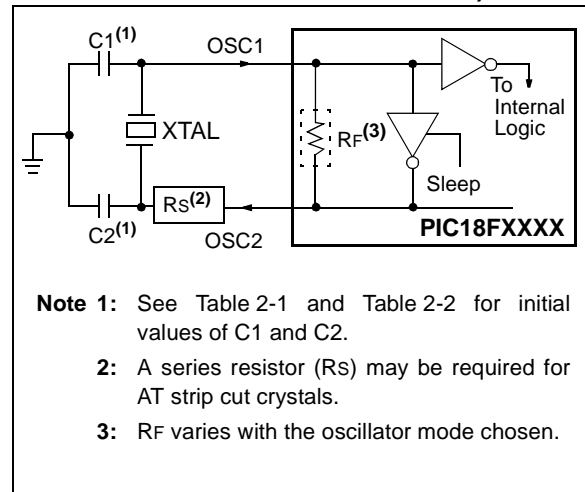 C1(1)
OSC1
To
Internal
Logic
XTAL
RF(3)
Sleep
C2(1)
RS(2)
OSC2
PIC18FXXXX
Note 1: See Table 2-1 and Table 2-2 for initial
values of C1 and C2.
2: A series resistor (RS) may be required for
AT strip cut crystals.
3: RF varies with the oscillator mode chosen.